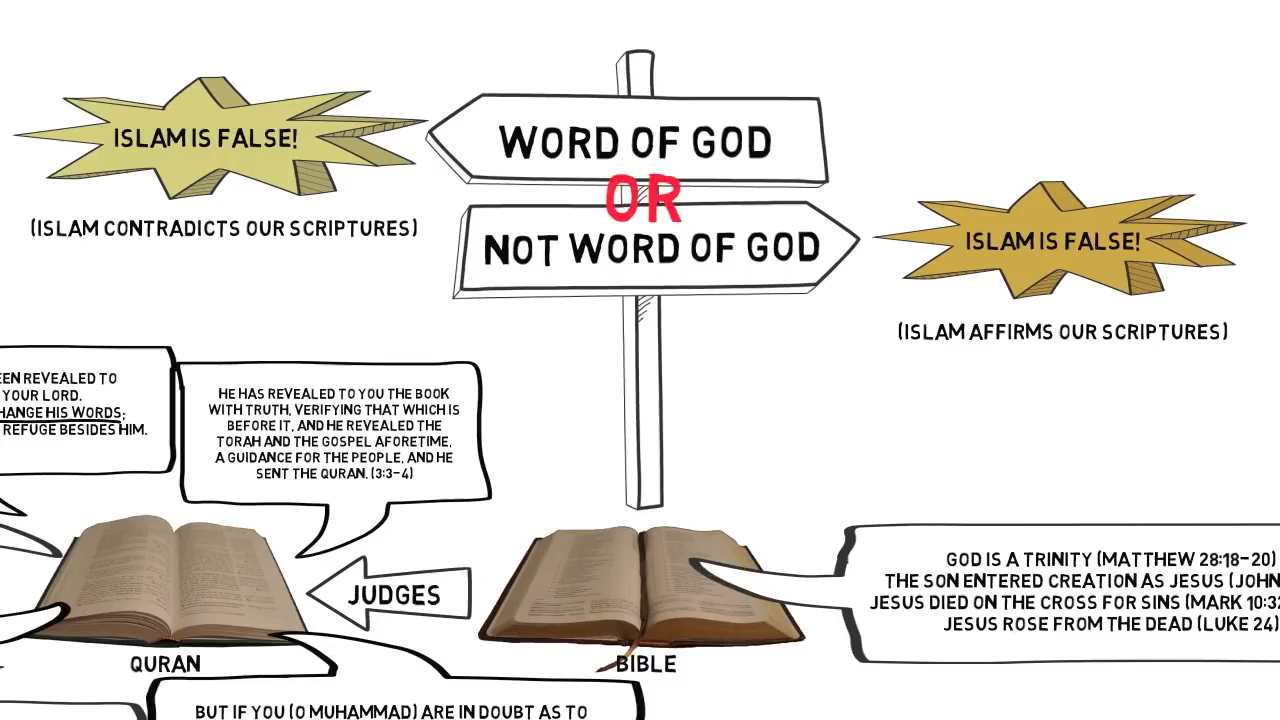 WORD OF GOD
ISLAM IS FALSE!
OR
(ISLAM CONTRADICTS OUR SCRIPTURES)
NOT WORD OF GOD
ISLAM IS FALSE!
(ISLAM AFFIRMS OUR SCRIPTURES)
REVEALED TO
YOUR LORD.
HIS WORDS;
REFUGE BESIDES HIM.
HE HAS REVEALED TO YOU THE BOOK
WITH TRUTH, VERIFYING THAT WHICH IS
BEFORE IT, AND HE REVEALED THE
TORAH AND THE GOSPEL AFORETIME,
A GUIDANCE FOR THE PEOPLE, AND HE
SENT THE QURAN. (3:3-4)
JUDGES
GOD IS A TRINITY (MATTHEW 28:18-20)
THE SON ENTERED CREATION AS JESUS (JOHN
JESUS DIED ON THE CROSS FOR SINS (MARK
JESUS ROSE FROM THE DEAD (LUKE 24)
QURAN
BIBLE
BUT IF YOU (O MUHAMMAD) ARE IN DOUBT AS TO